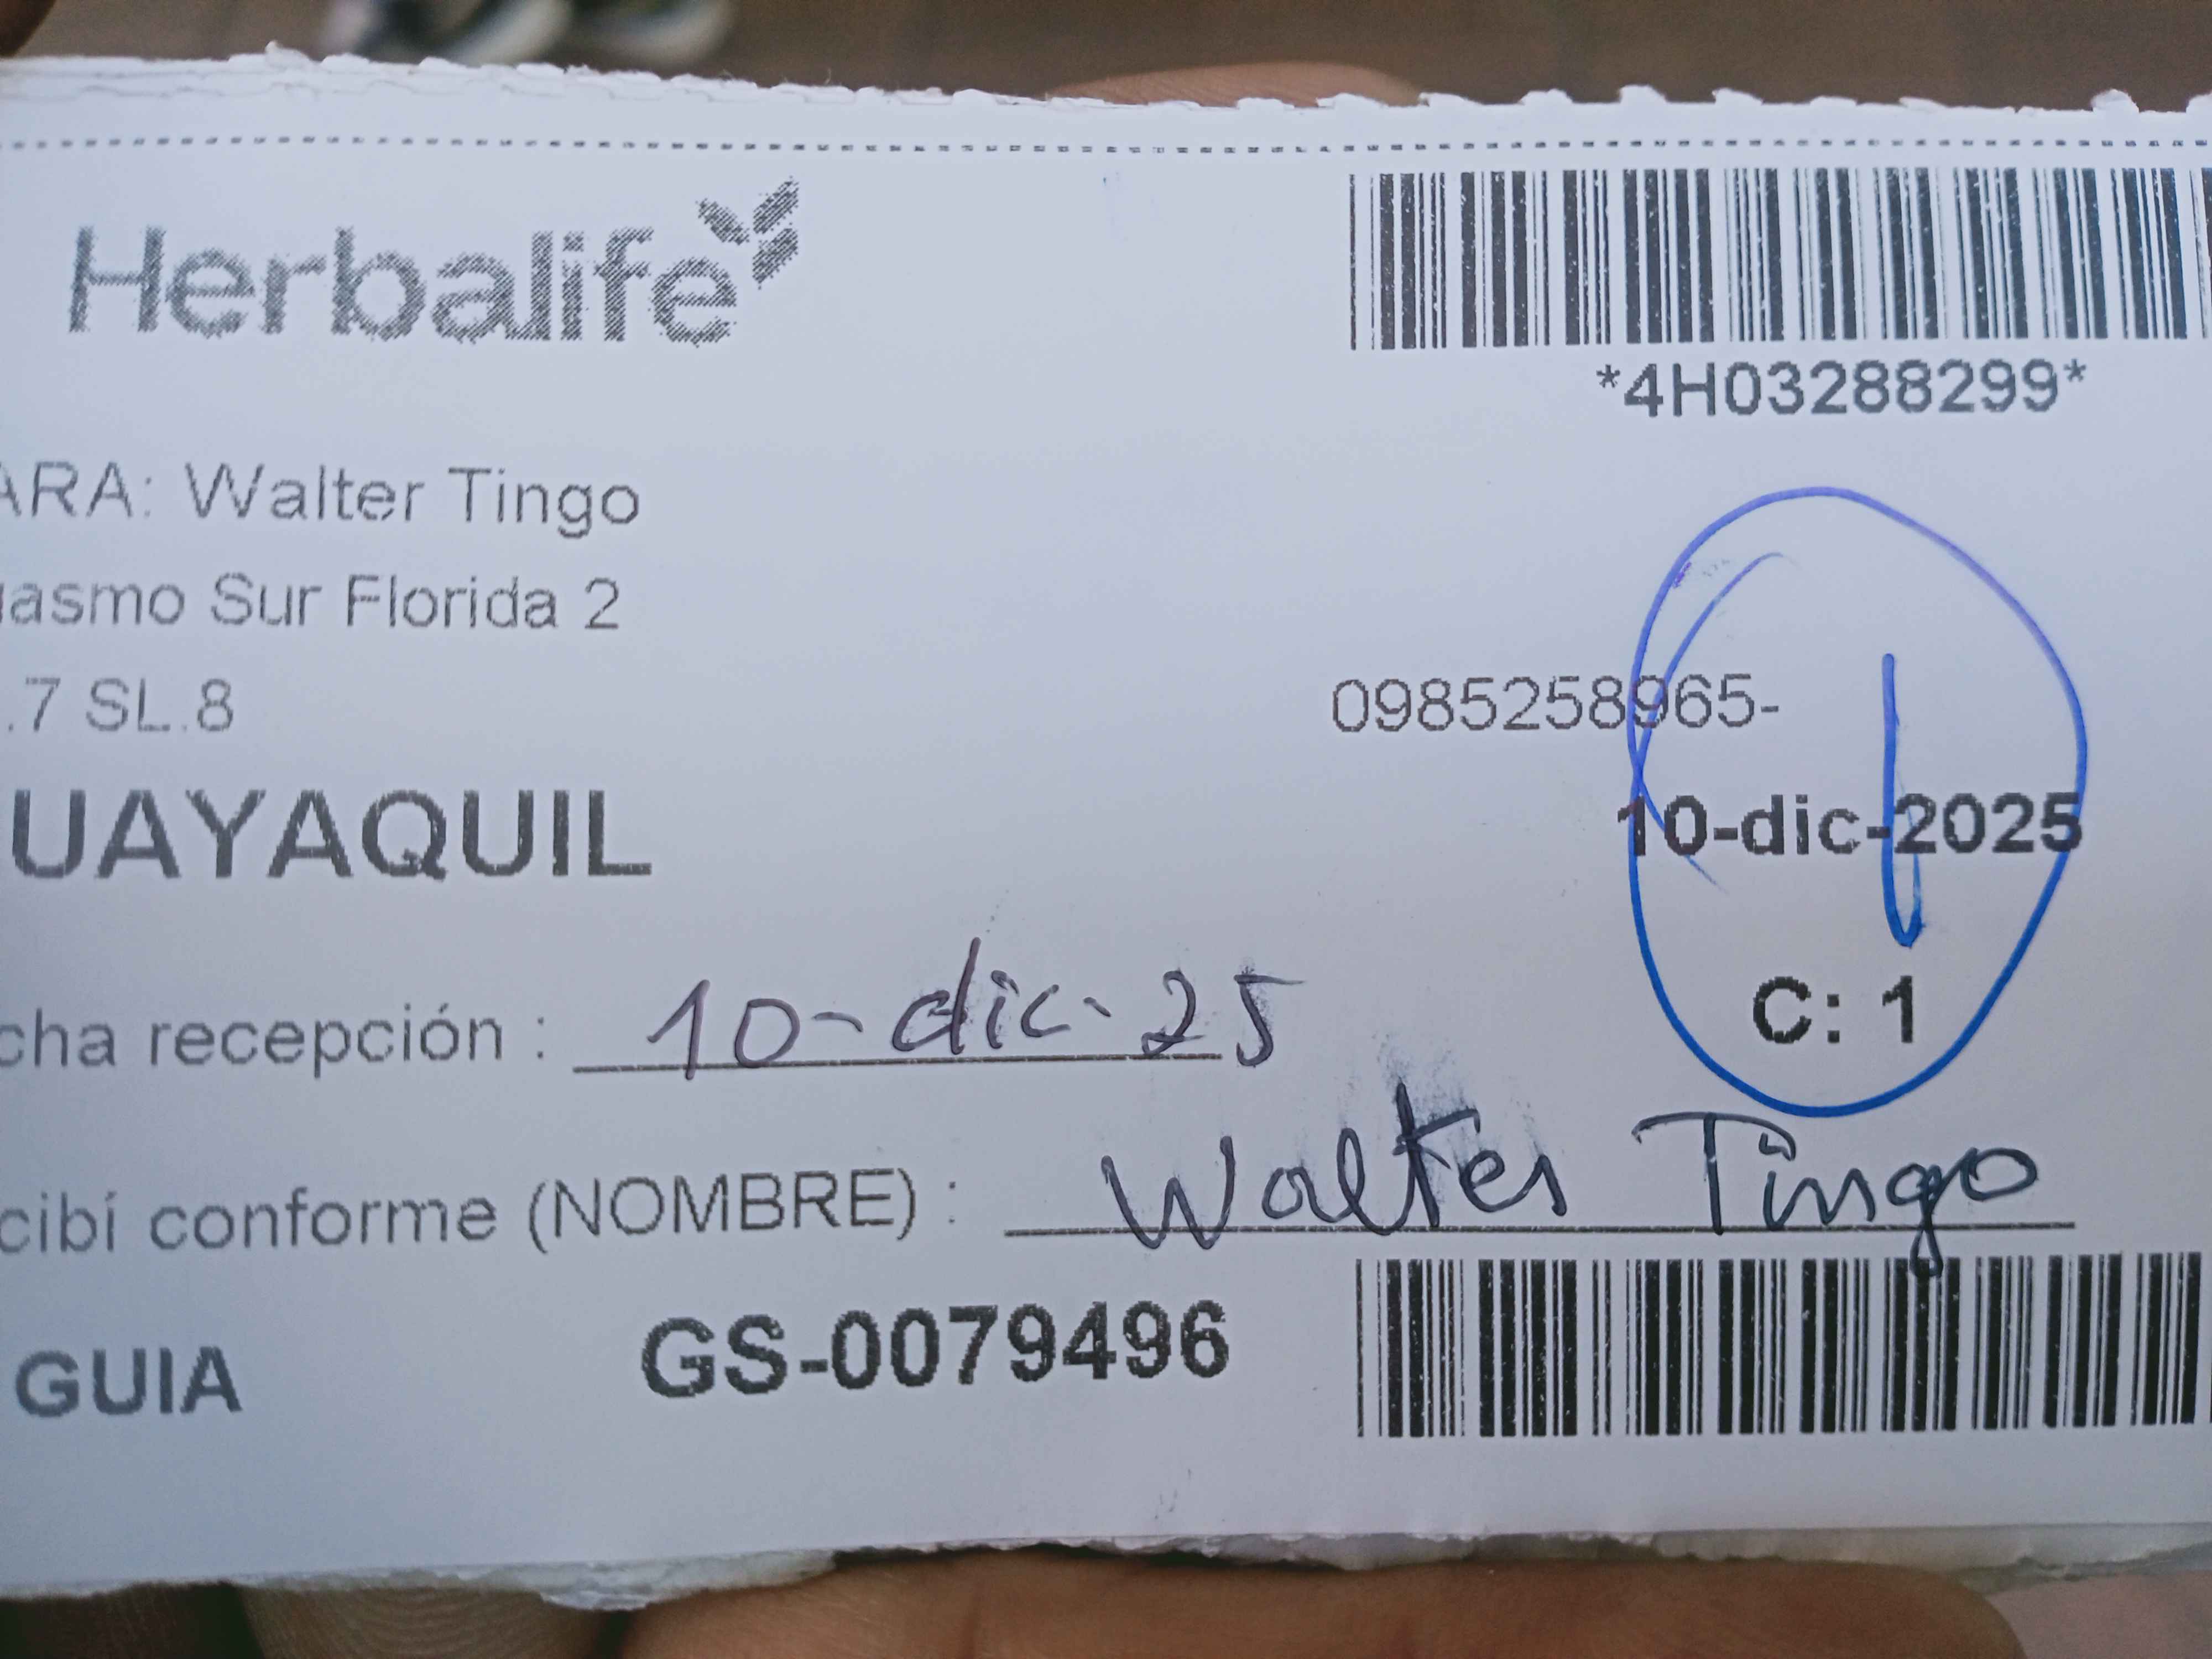 Herbalife
*4H03288299*
ARA: Walter Tingo
asmo Sur Florida 2
.7 SL.8
0985258965-
UAYAQUIL
10-dic-2025
C: 1
cha recepción : 10-dic-25
cibí conforme (NOMBRE) : Walter Tingo
GUIA GS-0079496